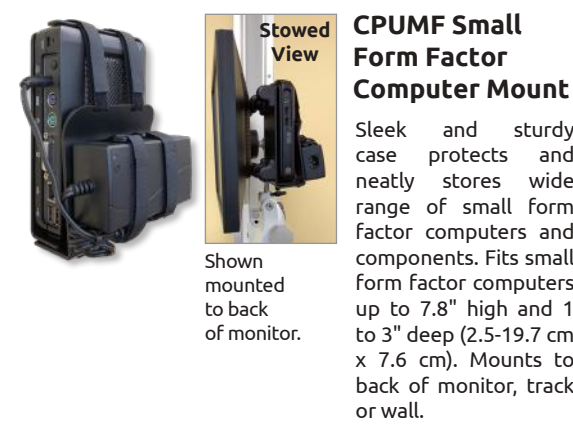 Stowed
View
Shown
mounted
to back
of monitor.
CPUMF Small
Form Factor
Computer Mount
Sleek and sturdy
case protects and
neatly stores wide
range of small form
factor computers and
components. Fits small
form factor computers
up to 7.8" high and 1
to 3" deep (2.5-19.7 cm
x 7.6 cm). Mounts to
back of monitor, track
or wall.